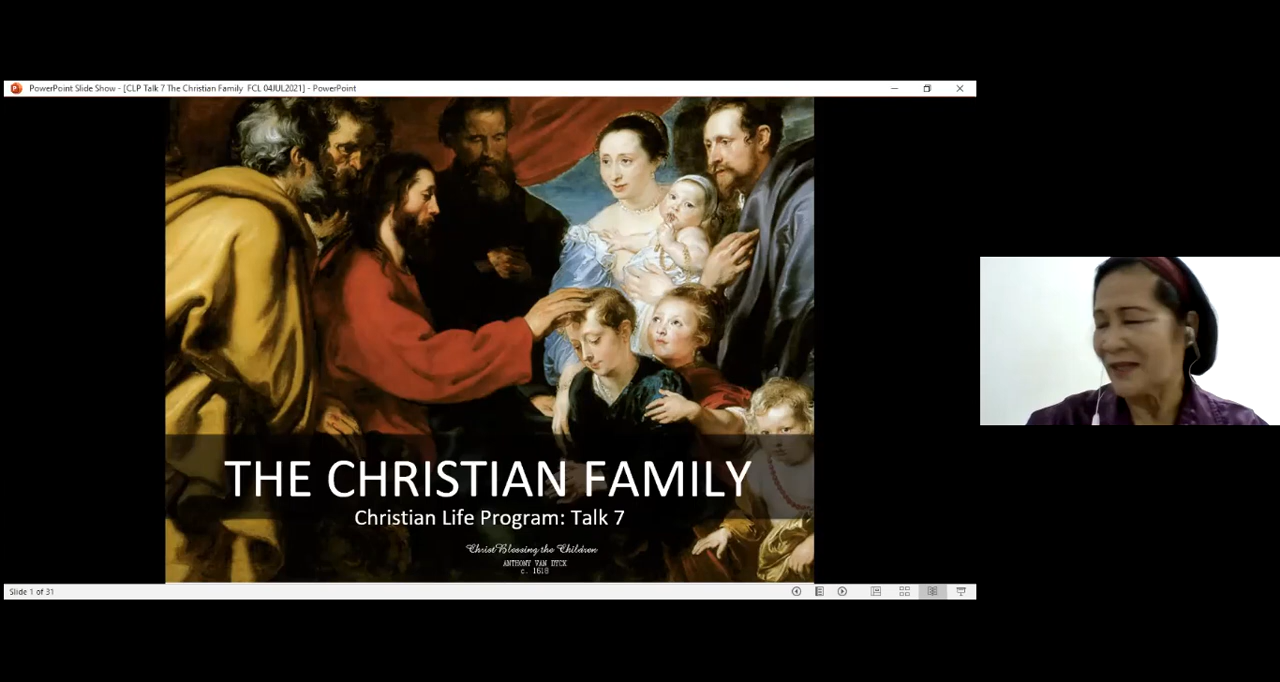 PowerPoint Slide Show - [CLP Talk 7 The Christian Family FCL 04JUL2021] - PowerPoint
THE CHRISTIAN FAMILY
Christian Life Program: Talk 7
Christ Blessing the Children
ANTHONY VAN DYCK
c. 1618
Slide 1 of 31